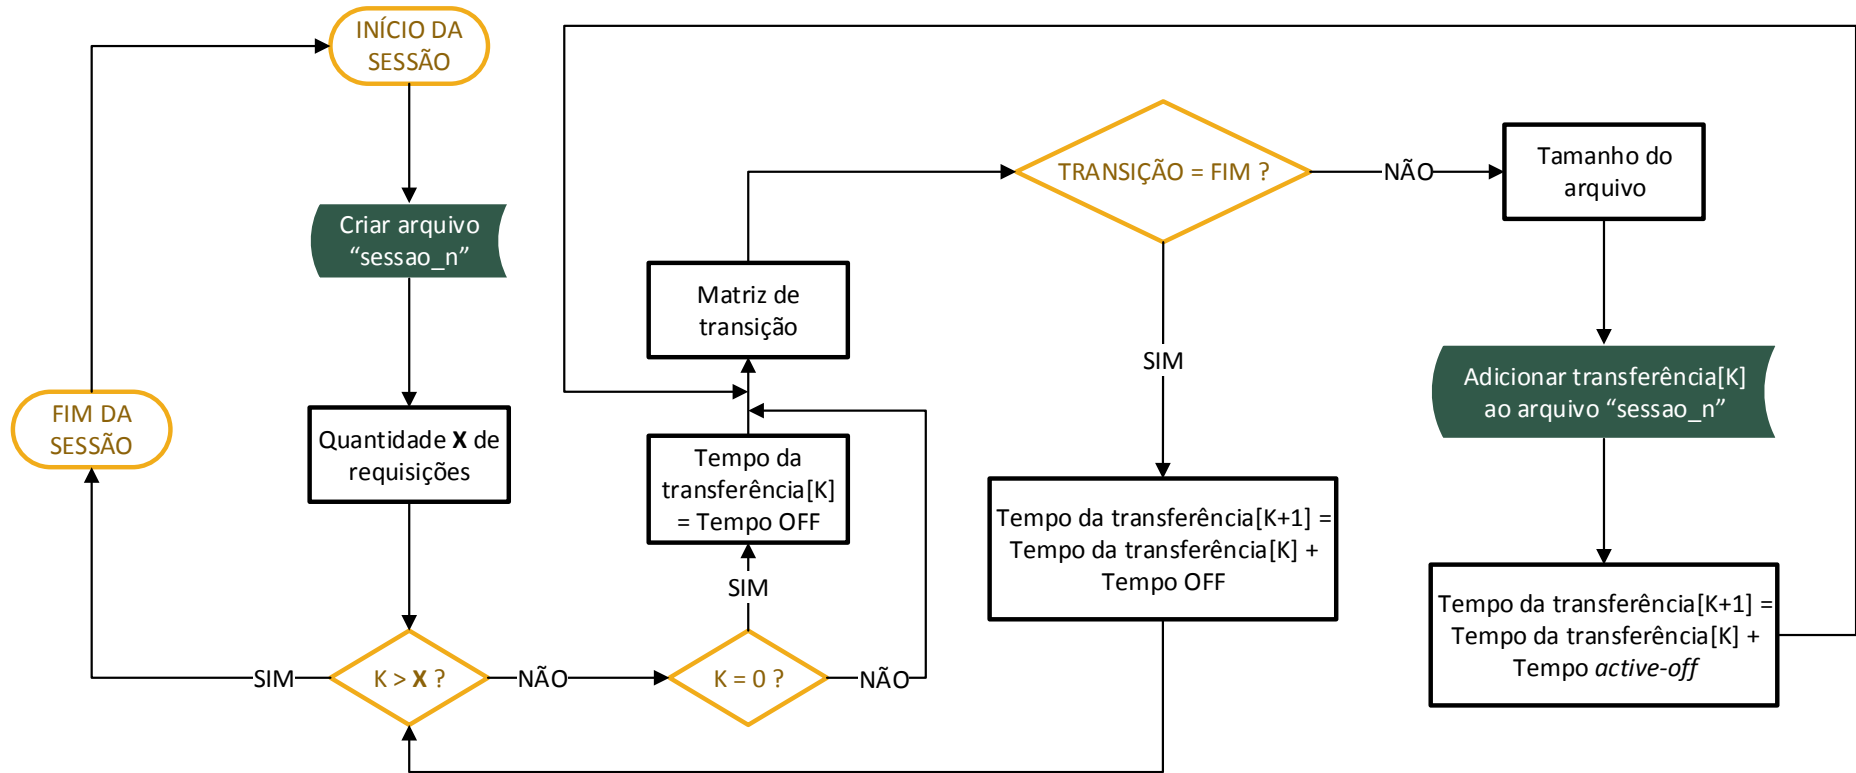 INÍCIO DA
SESSÃO
Criar arquivo
“sessao_n”
Quantidade X de
requisições
K > X ?
SIM
FIM DA
SESSÃO
NÃO
K = 0 ?
SIM
NÃO
Tempo da
transferência[K]
= Tempo OFF
Matriz de
transição
TRANSIÇÃO = FIM ?
SIM
Tempo da transferência[K+1] =
Tempo da transferência[K] +
Tempo OFF
NÃO
Tamanho do
arquivo
Adicionar transferência[K]
ao arquivo “sessao_n”
Tempo da transferência[K+1] =
Tempo da transferência[K] +
Tempo active-off